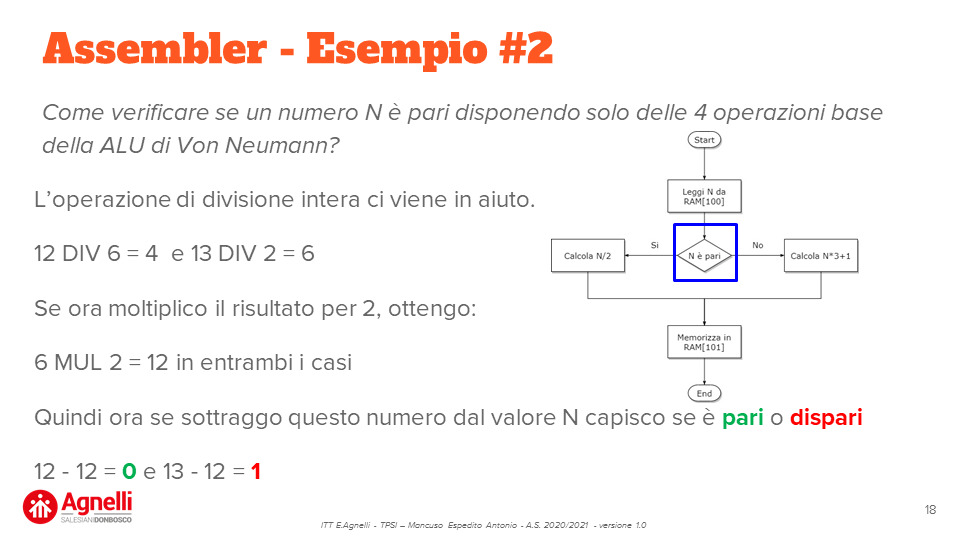 Assembler - Esempio #2
Come verificare se un numero N è pari disponendo solo delle 4 operazioni base
della ALU di Von Neumann?
L'operazione di divisione intera ci viene in aiuto.
12 DIV 6 = 4 e 13 DIV 2 = 6
Se ora moltiplico il risultato per 2, ottengo:
6 MUL 2 = 12 in entrambi i casi
Quindi ora se sottraggo questo numero dal valore N capisco se è pari o dispari
12 - 12 = 0 e 13 - 12 = 1
Start
Leggi N da
RAM[100]
Si
No
Calcola N/2
N è pari
Calcola N*3+1
Memorizza in
RAM[101]
End
Agnelli
SALESIANI DONBOSCO
ITT E.Agnelli - TPSI – Mancuso Espedito Antonio - A.S. 2020/2021 - versione 1.0
18